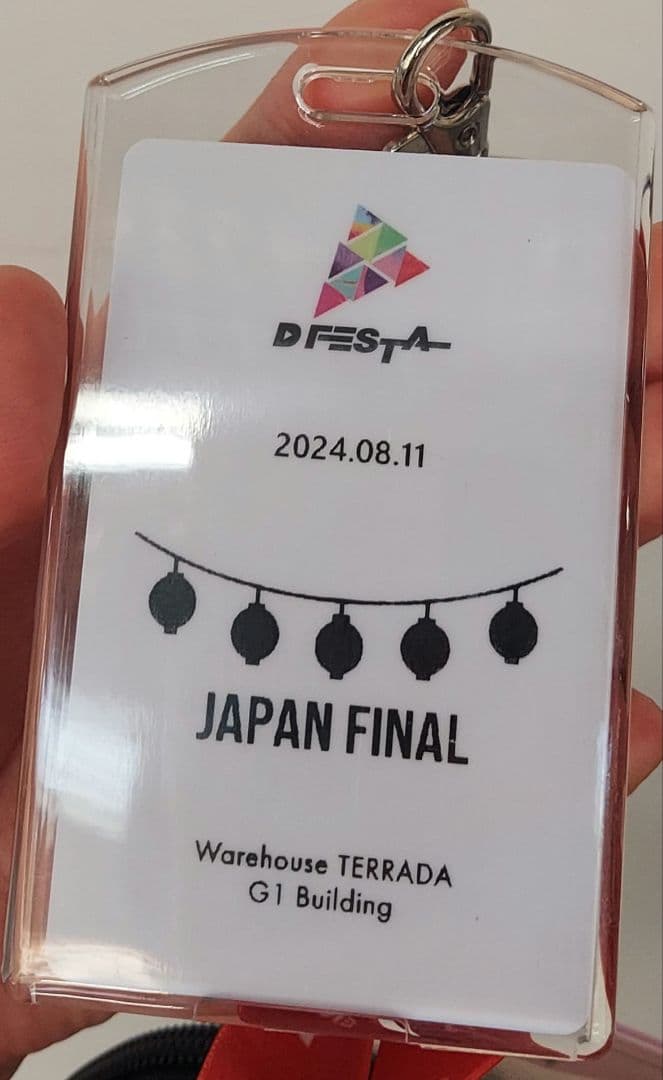 D FESTA
2024.08.11
JAPAN FINAL
Warehouse TERRADA
G1 Building